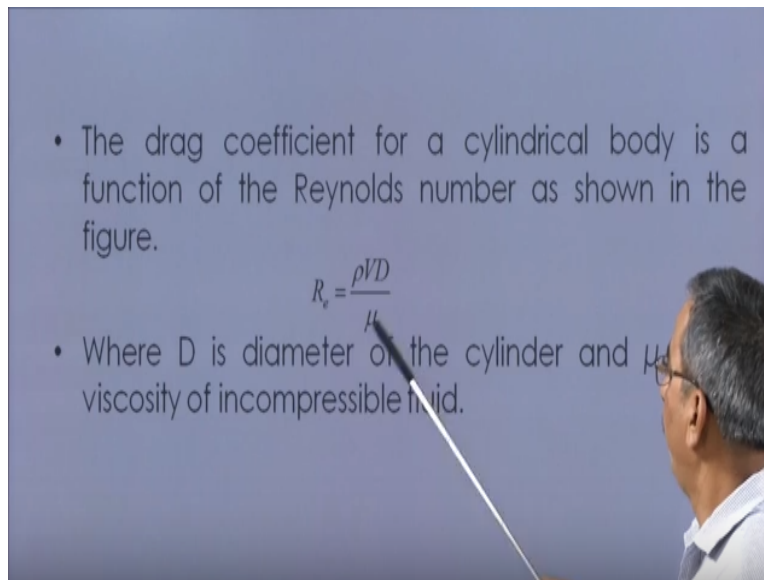 • The drag coefficient for a cylindrical body is a
function of the Reynolds number as shown in the
figure.
Rₑ = ρVD / μ
• Where D is diameter of the cylinder and μ
viscosity of incompressible fluid.